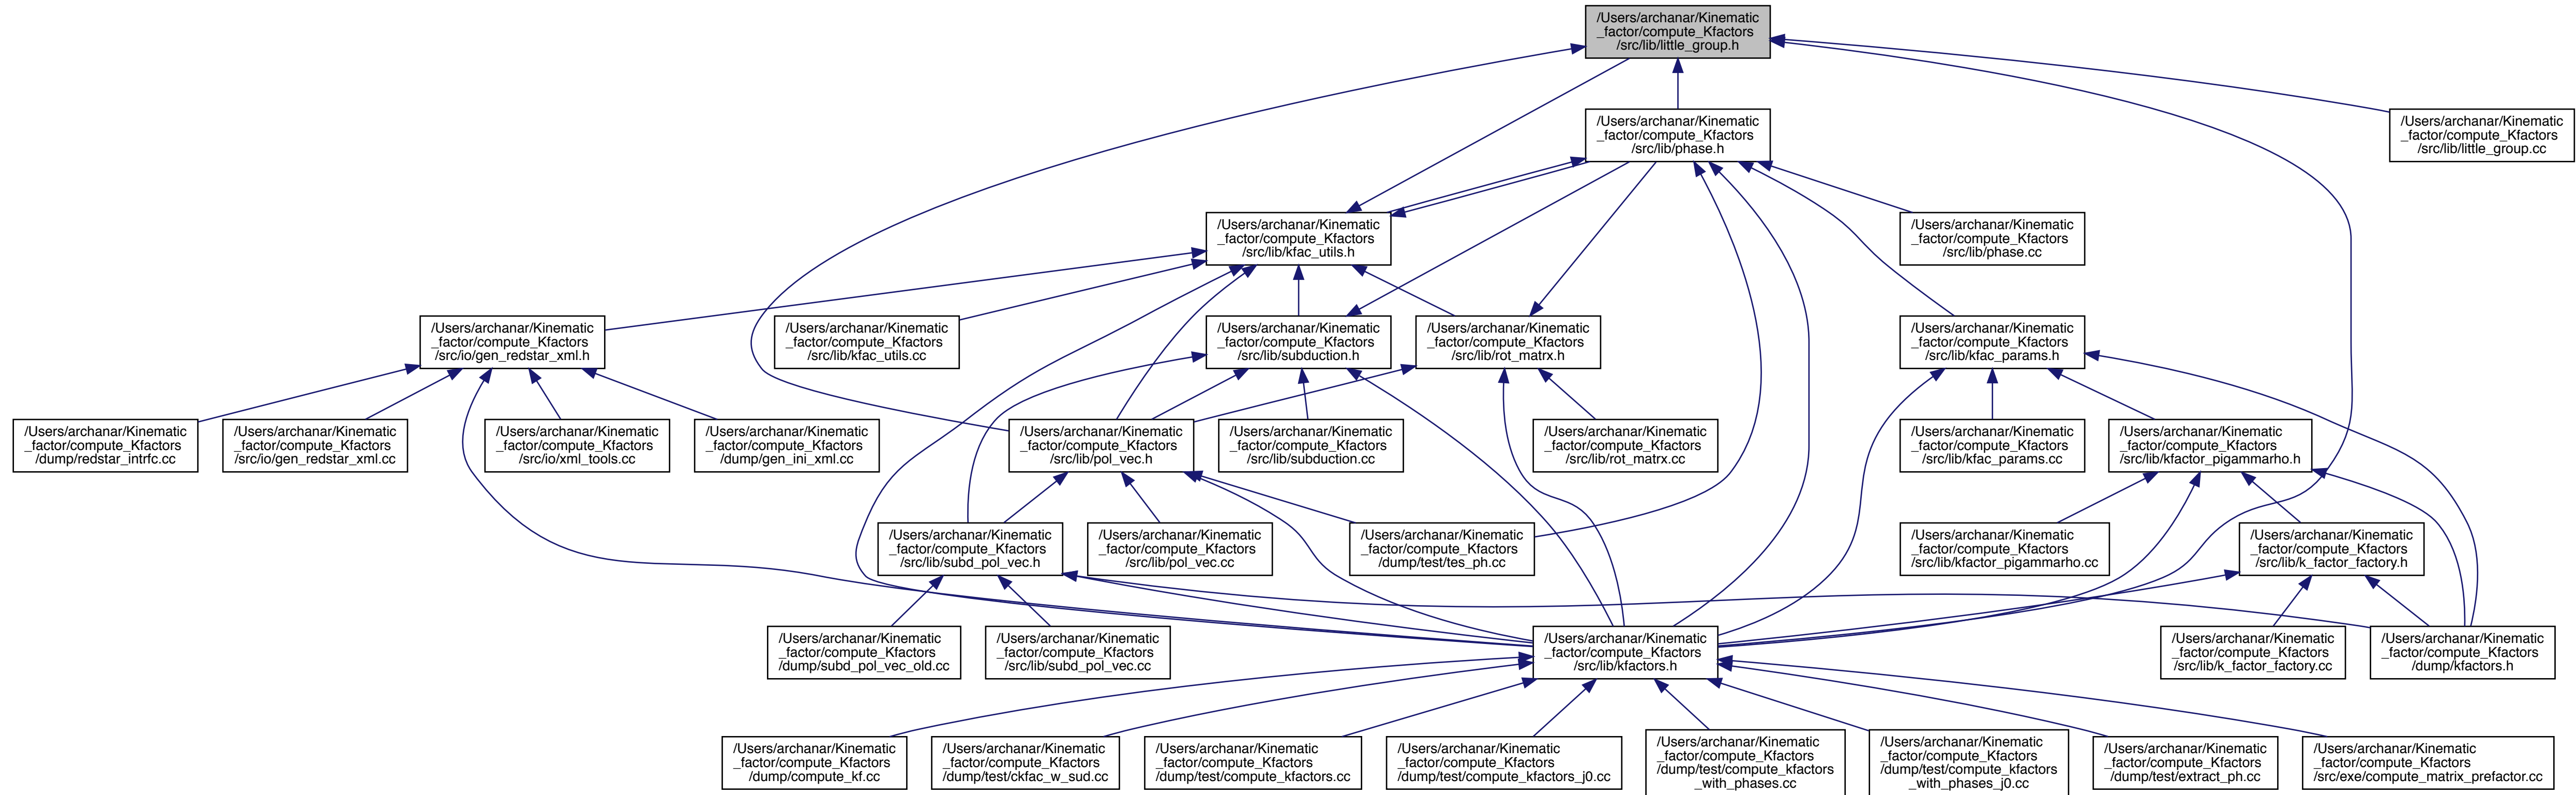 /Users/archanar/Kinematic
_factor/compute_Kfactors
/src/lib/little_group.h
/Users/archanar/Kinematic
_factor/compute_Kfactors
/src/lib/phase.h
/Users/archanar/Kinematic
_factor/compute_Kfactors
/src/lib/little_group.cc
/Users/archanar/Kinematic
_factor/compute_Kfactors
/src/lib/kfac_utils.h
/Users/archanar/Kinematic
_factor/compute_Kfactors
/src/lib/phase.cc
/Users/archanar/Kinematic
_factor/compute_Kfactors
/src/io/gen_redstar_xml.h
/Users/archanar/Kinematic
_factor/compute_Kfactors
/src/lib/kfac_utils.cc
/Users/archanar/Kinematic
_factor/compute_Kfactors
/src/lib/subduction.h
/Users/archanar/Kinematic
_factor/compute_Kfactors
/src/lib/rot_matrx.h
/Users/archanar/Kinematic
_factor/compute_Kfactors
/src/lib/kfac_params.h
/Users/archanar/Kinematic
_factor/compute_Kfactors
/dump/redstar_intrfc.cc
/Users/archanar/Kinematic
_factor/compute_Kfactors
/src/io/gen_redstar_xml.cc
/Users/archanar/Kinematic
_factor/compute_Kfactors
/src/io/xml_tools.cc
/Users/archanar/Kinematic
_factor/compute_Kfactors
/dump/gen_ini_xml.cc
/Users/archanar/Kinematic
_factor/compute_Kfactors
/src/lib/pol_vec.h
/Users/archanar/Kinematic
_factor/compute_Kfactors
/src/lib/subduction.cc
/Users/archanar/Kinematic
_factor/compute_Kfactors
/src/lib/rot_matrx.cc
/Users/archanar/Kinematic
_factor/compute_Kfactors
/src/lib/kfac_params.cc
/Users/archanar/Kinematic
_factor/compute_Kfactors
/src/lib/kfactor_pigammarho.h
/Users/archanar/Kinematic
_factor/compute_Kfactors
/src/lib/subd_pol_vec.h
/Users/archanar/Kinematic
_factor/compute_Kfactors
/src/lib/pol_vec.cc
/Users/archanar/Kinematic
_factor/compute_Kfactors
/dump/test/tes_ph.cc
/Users/archanar/Kinematic
_factor/compute_Kfactors
/src/lib/kfactor_pigammarho.cc
/Users/archanar/Kinematic
_factor/compute_Kfactors
/src/lib/k_factor_factory.h
/Users/archanar/Kinematic
_factor/compute_Kfactors
/dump/subd_pol_vec_old.cc
/Users/archanar/Kinematic
_factor/compute_Kfactors
/src/lib/subd_pol_vec.cc
/Users/archanar/Kinematic
_factor/compute_Kfactors
/src/lib/kfactors.h
/Users/archanar/Kinematic
_factor/compute_Kfactors
/src/lib/k_factor_factory.cc
/Users/archanar/Kinematic
_factor/compute_Kfactors
/dump/kfactors.h
/Users/archanar/Kinematic
_factor/compute_Kfactors
/dump/compute_kf.cc
/Users/archanar/Kinematic
_factor/compute_Kfactors
/dump/test/ckfac_w_sud.cc
/Users/archanar/Kinematic
_factor/compute_Kfactors
/dump/test/compute_kfactors.cc
/Users/archanar/Kinematic
_factor/compute_Kfactors
/dump/test/compute_kfactors_j0.cc
/Users/archanar/Kinematic
_factor/compute_Kfactors
/dump/test/compute_kfactors
_with_phases.cc
/Users/archanar/Kinematic
_factor/compute_Kfactors
/dump/test/compute_kfactors
_with_phases_j0.cc
/Users/archanar/Kinematic
_factor/compute_Kfactors
/dump/test/extract_ph.cc
/Users/archanar/Kinematic
_factor/compute_Kfactors
/src/exe/compute_matrix_prefactor.cc